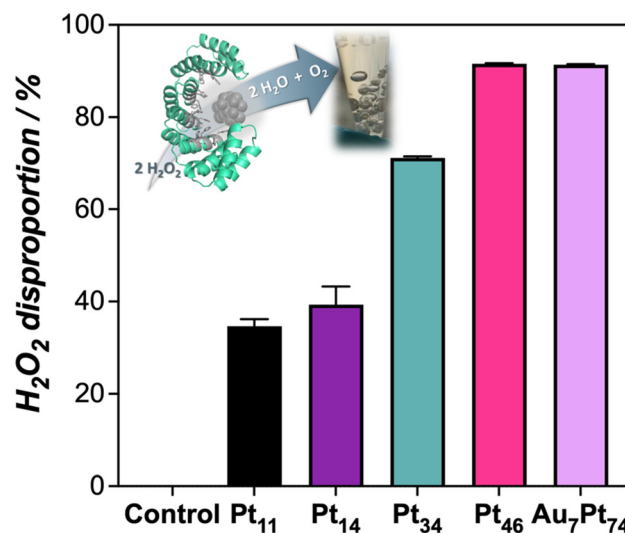 H₂O₂ disproportion / %
100
80
60
40
20
0
2 H₂O₂
2 H₂O + O₂
Control Pt₁₁ Pt₁₄ Pt₃₄ Pt₄₆ Au₇Pt₇₄